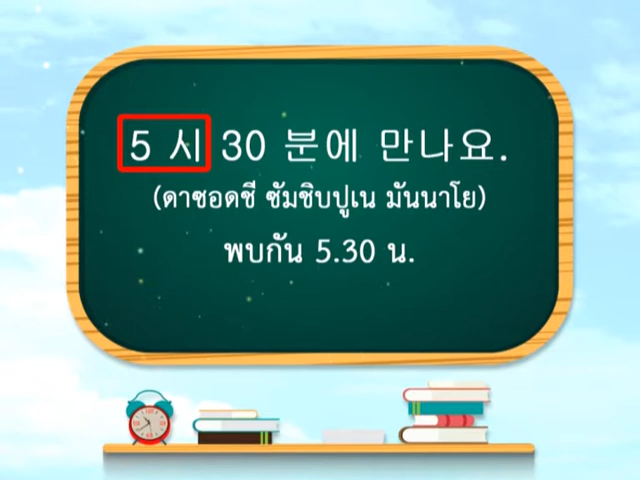 5 시 30 분에 만나요.
(ดาซอดชี ซัมชิบปูเน มันนาโย)
พบกัน 5.30 น.